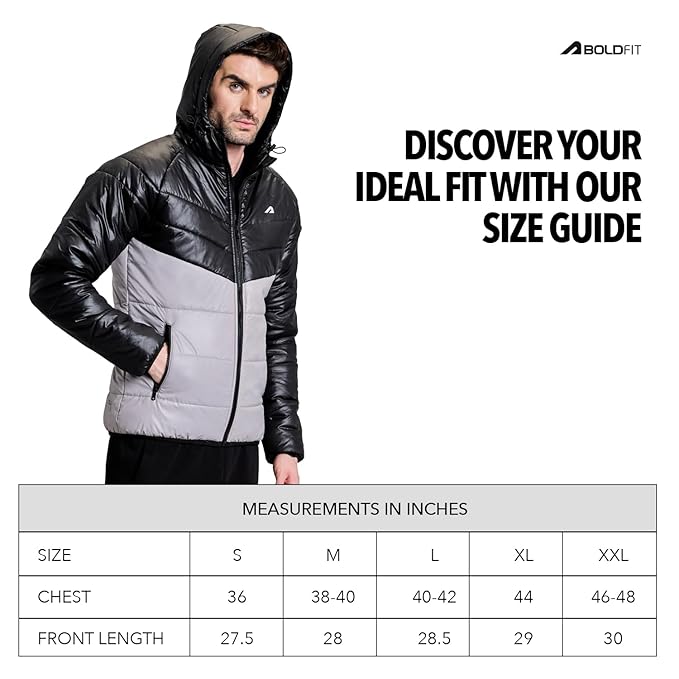 BOLDFIT
DISCOVER YOUR
IDEAL FIT WITH OUR
SIZE GUIDE
MEASUREMENTS IN INCHES
SIZE S M L XL XXL
CHEST 36 38-40 40-42 44 46-48
FRONT LENGTH 27.5 28 28.5 29 30